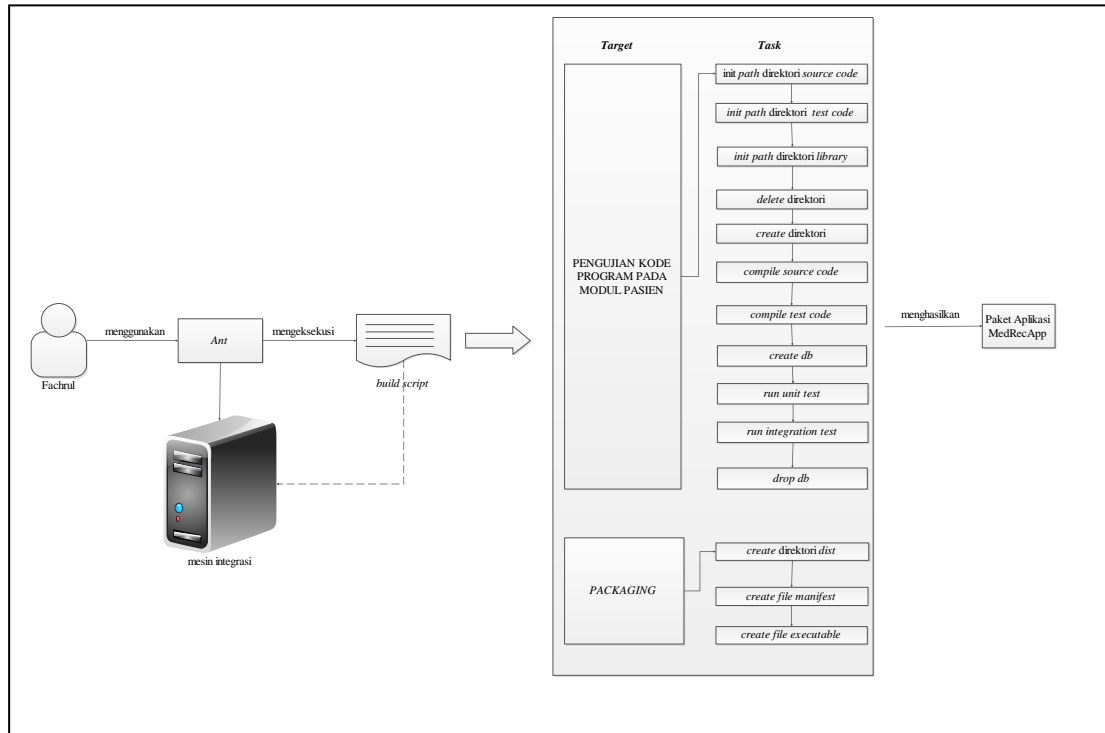 Target
Task
init path direktori source code
init path direktori test code
init path direktori library
delete direktori
create direktori
PENGUJIAN KODE
PROGRAM PADA
MODUL PASIEN
compile source code
compile test code
create db
run unit test
run integration test
drop db
Fachrul
menggunakan
Ant
mengeksekusi
build script
mesin integrasi
PACKAGING
create direktori dist
create file manifest
create file executable
menghasilkan
Paket Aplikasi
MedRecApp